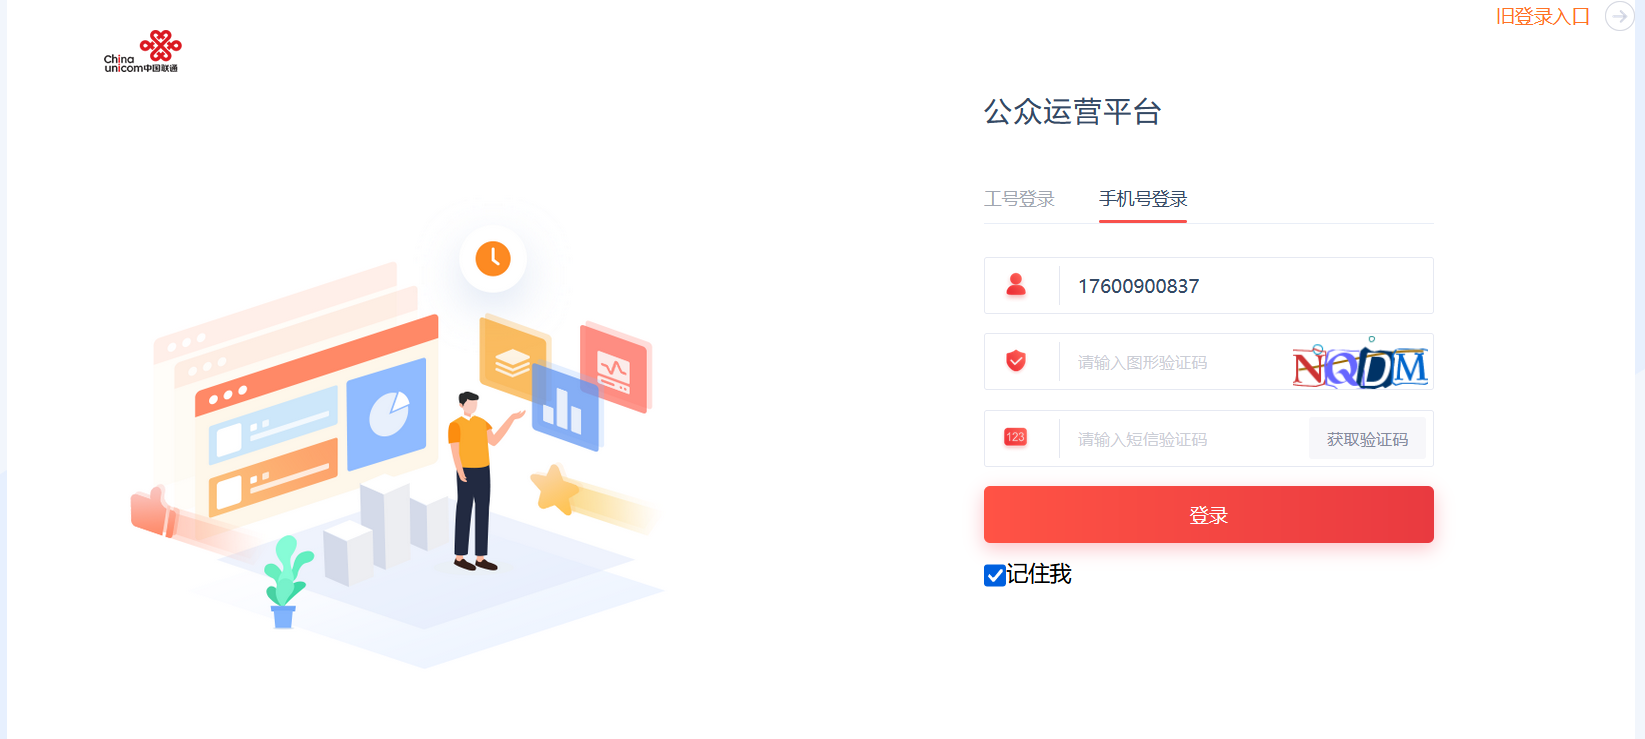 旧登录入口
China
unicom中国联通
公众运营平台
工号登录
手机号登录
17600900837
请输入图形验证码
NQDM
123
请输入短信验证码
获取验证码
登录
记住我